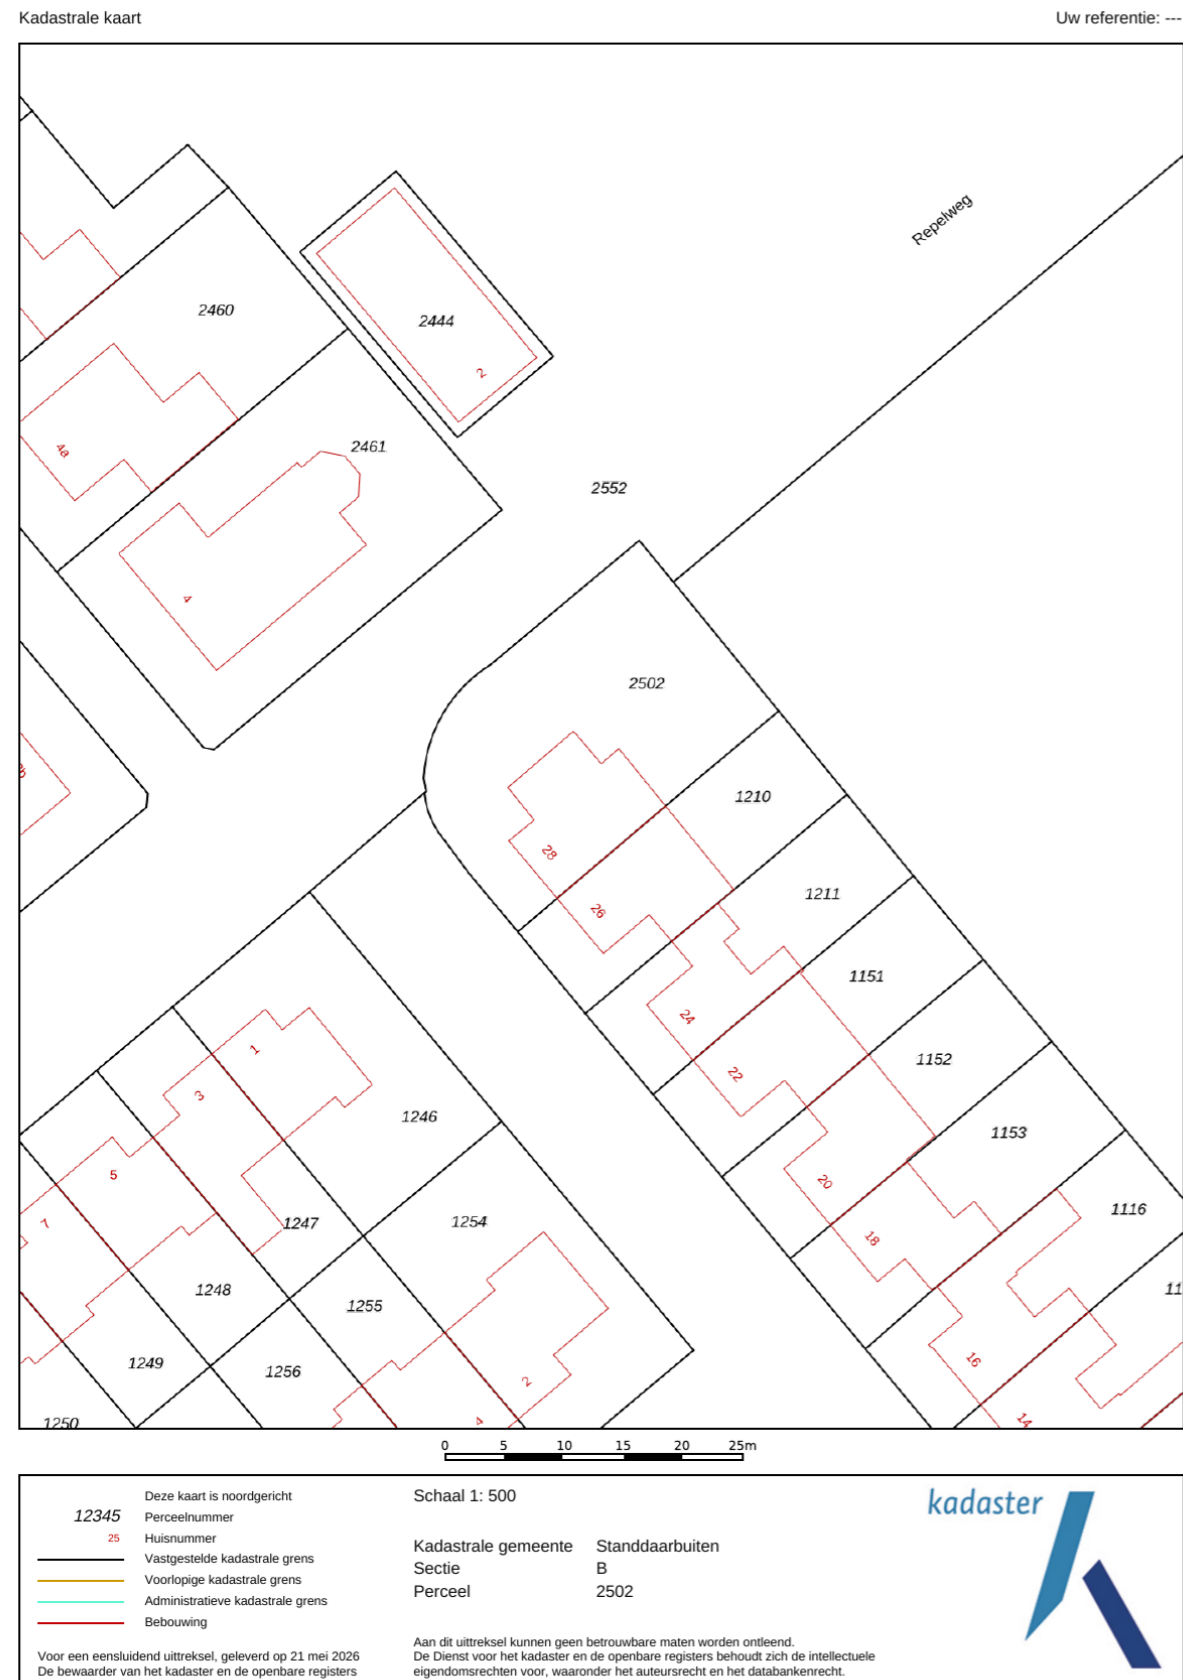 Kadastrale kaart
Uw referentie: ---
Repelweg
2460
2444
2
2461
4a
2552
4
2502
1210
28
26
1211
1151
24
22
1152
1
3
1246
1153
5
20
7
1247
1254
18
1116
1248
1255
11
1249
1256
2
16
1250
4
14
0 5 10 15 20 25m
Deze kaart is noordgericht
12345 Perceelnummer
25 Huisnummer
Vastgestelde kadastrale grens
Voorlopige kadastrale grens
Administratieve kadastrale grens
Bebouwing
Voor een eensluidend uittreksel, geleverd op 21 mei 2026
De bewaarder van het kadaster en de openbare registers
Schaal 1: 500
Kadastrale gemeente Standdaarbuiten
Sectie B
Perceel 2502
Aan dit uittreksel kunnen geen betrouwbare maten worden ontleend.
De Dienst voor het kadaster en de openbare registers behoudt zich de intellectuele
eigendomsrechten voor, waaronder het auteursrecht en het databankenrecht.
kadaster